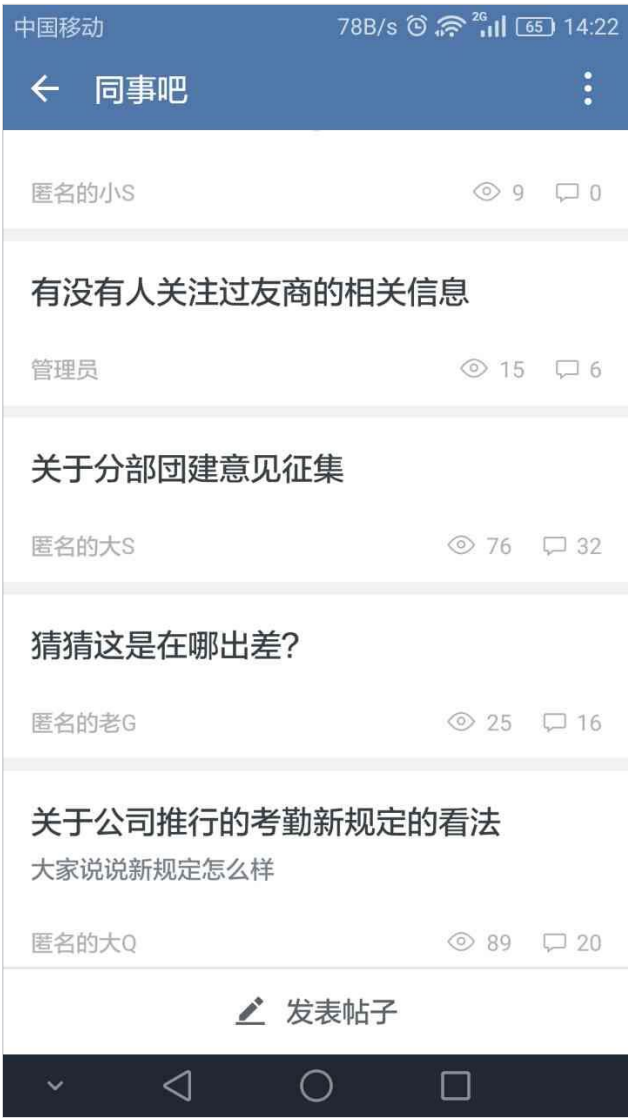 中国移动 78B/s 2G 65 14:22
同事吧
匿名的小S 9 0
有没有人关注过友商的相关信息
管理员 15 6
关于分部团建意见征集
匿名的大S 76 32
猜猜这是在哪出差?
匿名的老G 25 16
关于公司推行的考勤新规定的看法
大家说说新规定怎么样
匿名的大Q 89 20
发表帖子